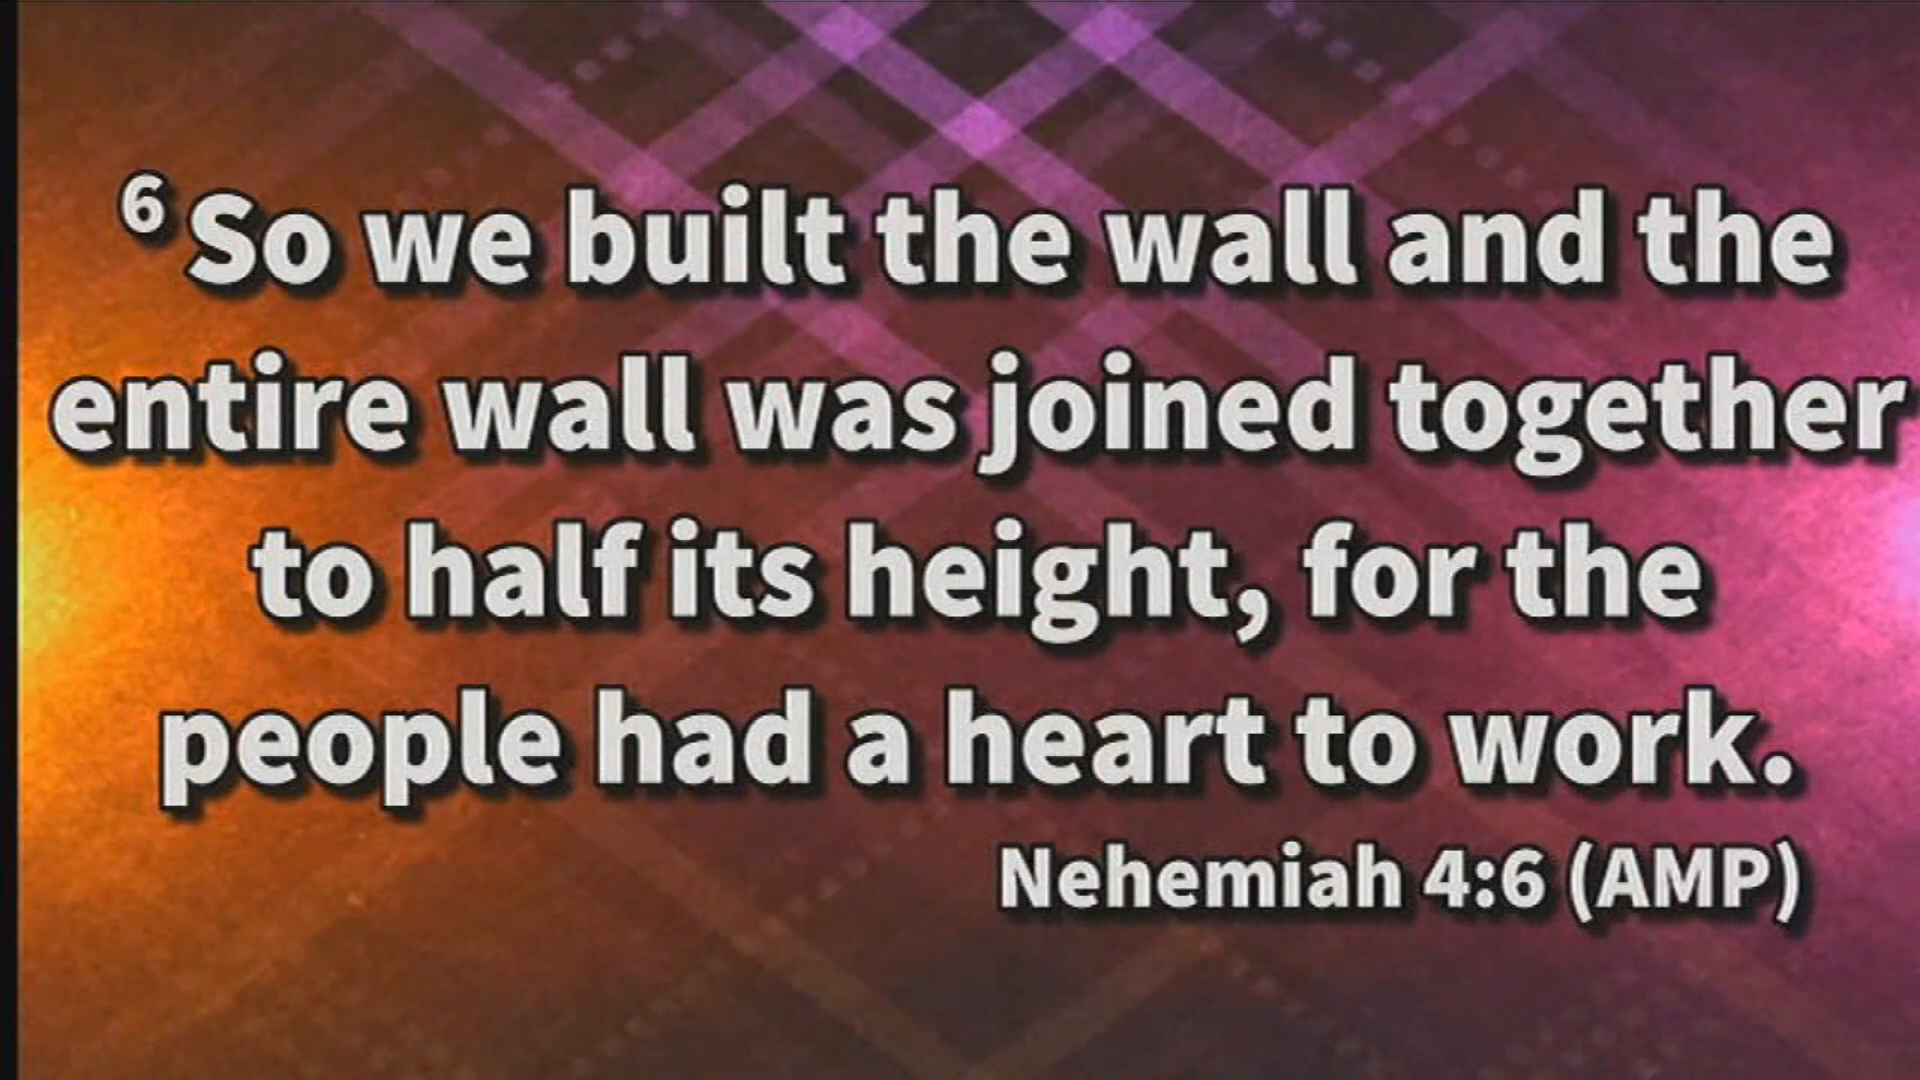 6 So we built the wall and the
entire wall was joined together
to half its height, for the
people had a heart to work.
Nehemiah 4:6 (AMP)